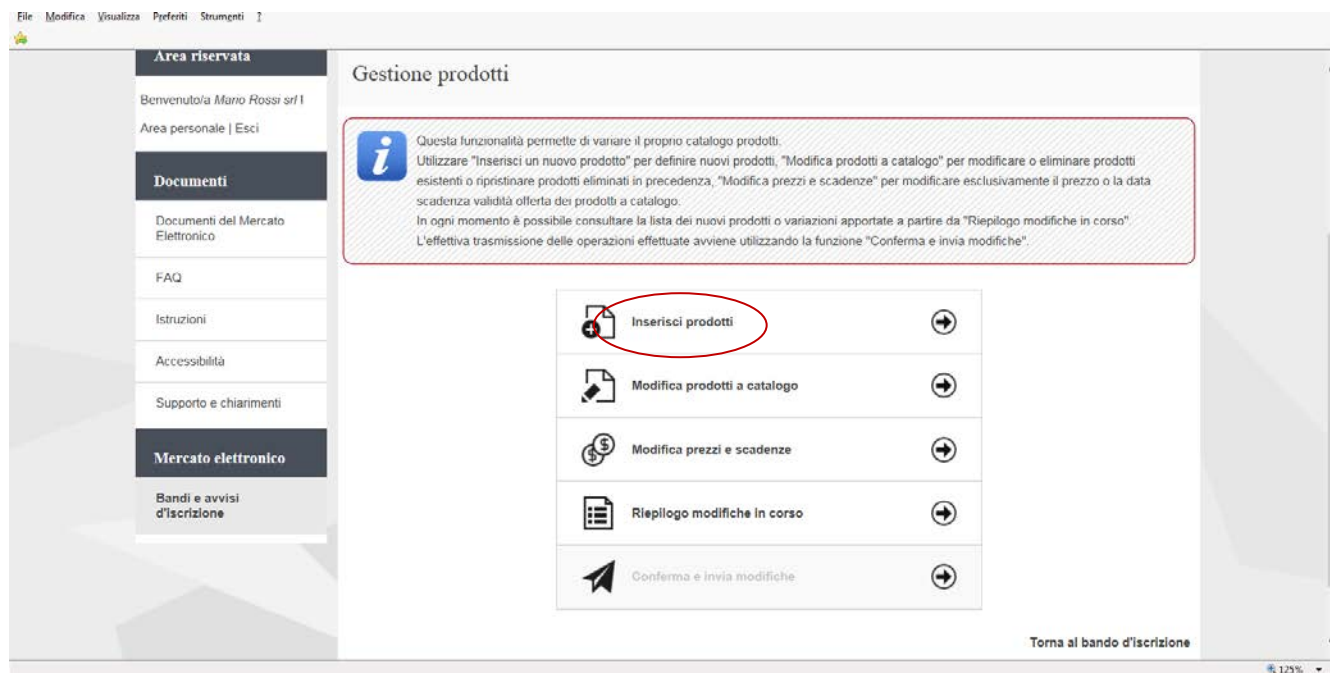 File Modifica Visualizza Preferiti Strumenti ?
Area riservata
Benvenuto/a Mario Rossi srl 1
Area personale | Esci
Documenti
Documenti del Mercato
Elettronico
FAQ
Istruzioni
Accessibilità
Supporto e chiarimenti
Mercato elettronico
Bandi e avvisi
d'iscrizione
Gestione prodotti
Questa funzionalità permette di variare il proprio catalogo prodotti.
Utilizzare "Inserisci un nuovo prodotto" per definire nuovi prodotti, "Modifica prodotti a catalogo" per modificare o eliminare prodotti
esistenti o ripristinare prodotti eliminati in precedenza, "Modifica prezzi e scadenze" per modificare esclusivamente il prezzo o la data
scadenza validità offerta dei prodotti a catalogo.
In ogni momento è possibile consultare la lista dei nuovi prodotti o variazioni apportate a partire da "Riepilogo modifiche in corso".
L'effettiva trasmissione delle operazioni effettuate avviene utilizzando la funzione "Conferma e invia modifiche".
Inserisci prodotti
Modifica prodotti a catalogo
Modifica prezzi e scadenze
Riepilogo modifiche in corso
Conferma e invia modifiche
Torna al bando d'iscrizione
125%